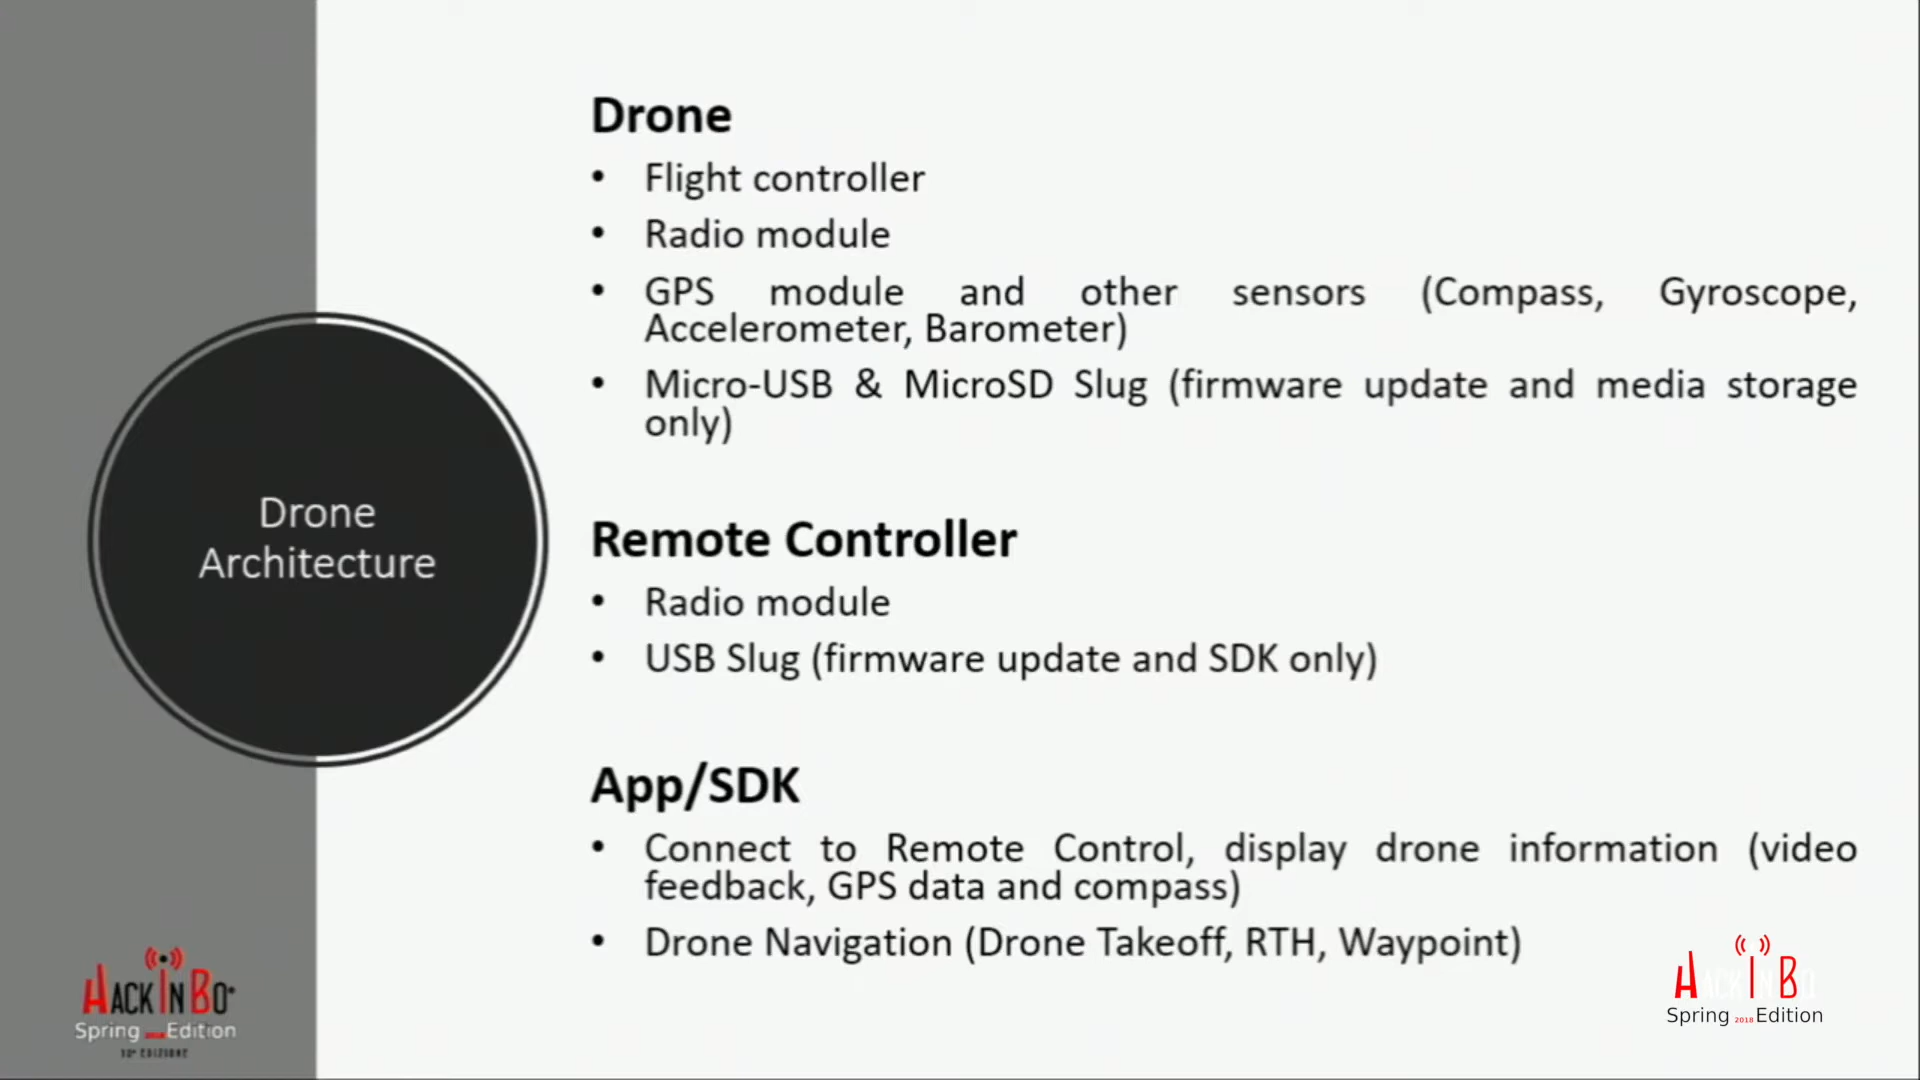 Drone
• Flight controller
• Radio module
• GPS module and other sensors (Compass, Gyroscope,
Accelerometer, Barometer)
• Micro-USB & MicroSD Slug (firmware update and media storage
only)
Drone
Architecture
Remote Controller
• Radio module
• USB Slug (firmware update and SDK only)
App/SDK
• Connect to Remote Control, display drone information (video
feedback, GPS data and compass)
• Drone Navigation (Drone Takeoff, RTH, Waypoint)
HACK IN BO
Spring Edition
10ª EDIZIONE
HACK IN BO
Spring 2018 Edition